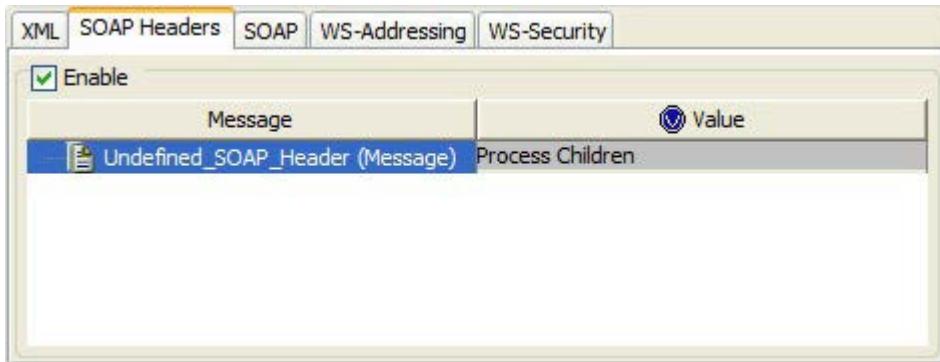 XML SOAP Headers SOAP WS-Addressing WS-Security
Enable
Message Value
Undefined_SOAP_Header (Message) Process Children